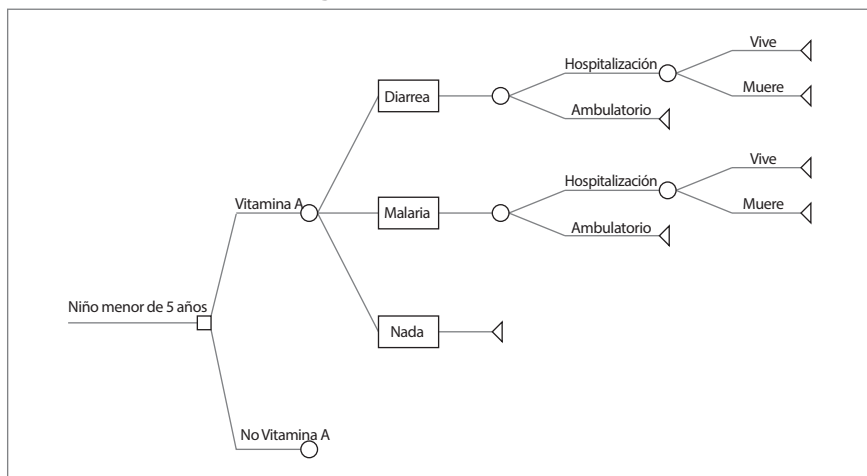 Vive
Hospitalización
Muere
Diarrea
Ambulatorio
Vive
Hospitalización
Vitamina A
Malaria
Muere
Ambulatorio
Niño menor de 5 años
Nada
No Vitamina A